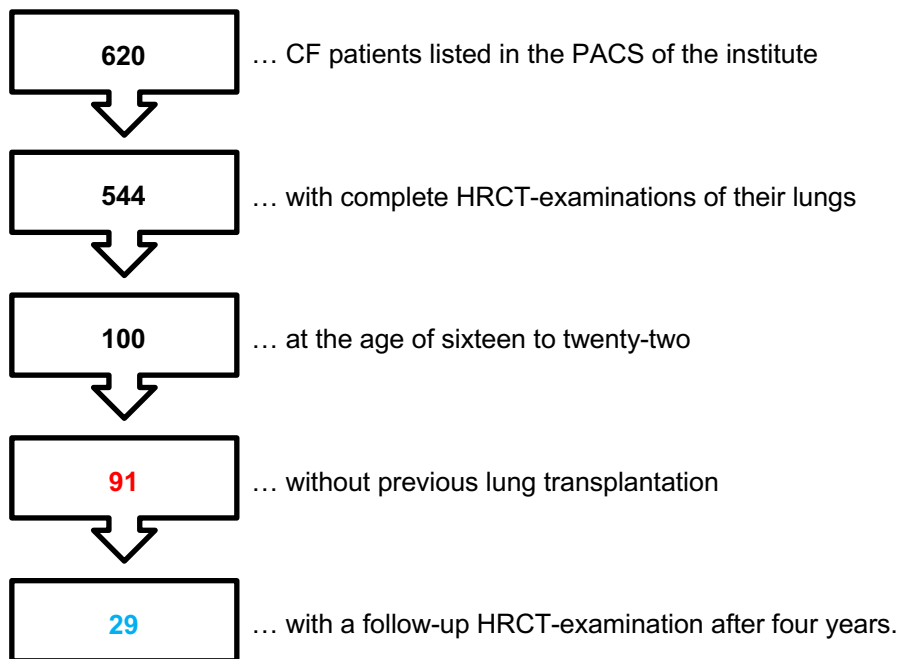 620 … CF patients listed in the PACS of the institute
544 … with complete HRCT-examinations of their lungs
100 … at the age of sixteen to twenty-two
91 … without previous lung transplantation
29 … with a follow-up HRCT-examination after four years.